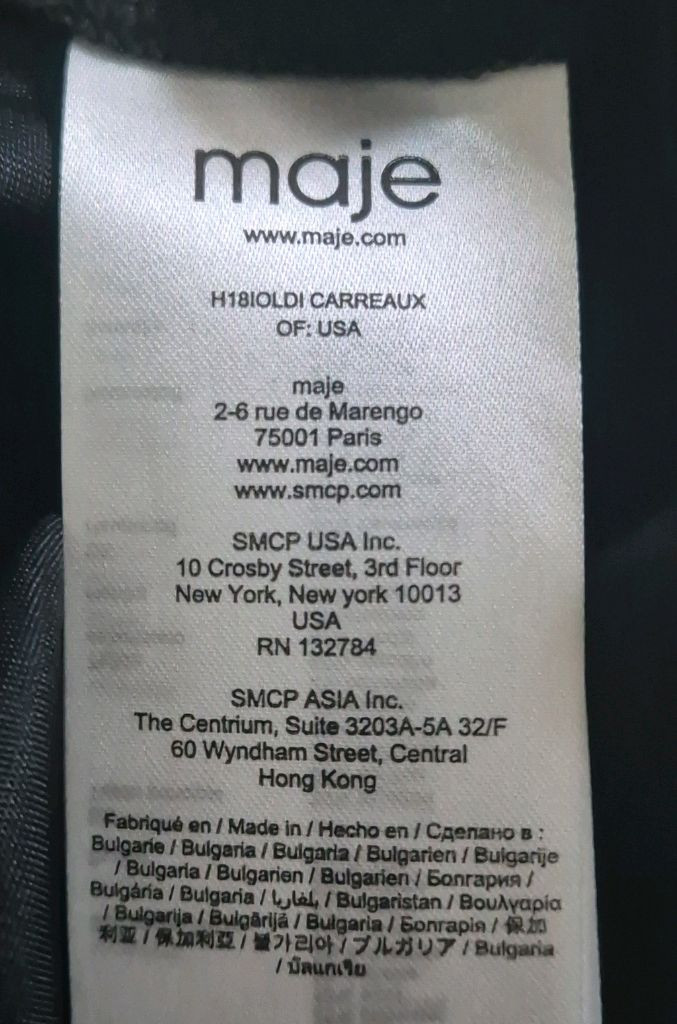 maje
www.maje.com
H18IOLDI CARREAUX
OF: USA
maje
2-6 rue de Marengo
75001 Paris
www.maje.com
www.smcp.com
SMCP USA Inc.
10 Crosby Street, 3rd Floor
New York, New york 10013
USA
RN 132784
SMCP ASIA Inc.
The Centrium, Suite 3203A-5A 32/F
60 Wyndham Street, Central
Hong Kong
Fabriqué en / Made in / Hecho en / Сделано в :
Bulgarie / Bulgaria / Bulgaria / Bulgarien / Bulgarije
/ Bulgaria / Bulgarien / Bulgarien / Болгария /
Bulgária / Bulgaria / بلغاريا / Bulgaristan / Βουλγαρία
/ Bulgarija / Bulgārijā / Bulgaria / Болгарія / 保加
利亚 / 保加利亞 / 불가리아 / ブルガリア / Bulgaria
/ บัลแกเรีย